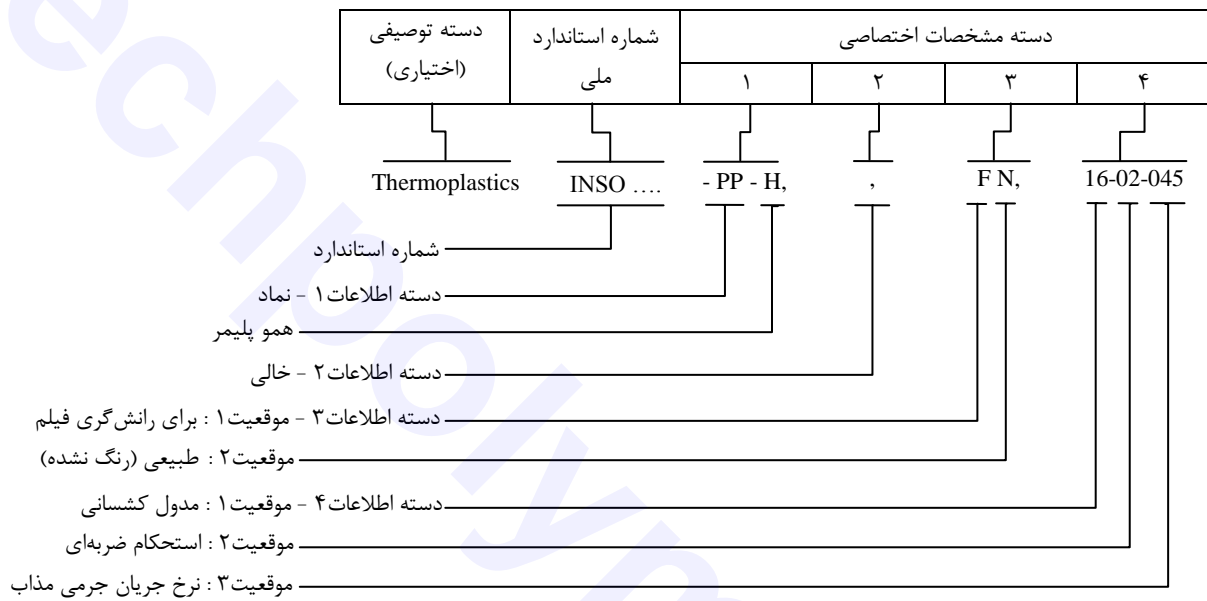 دسته توصیفی (اختیاری)
شماره استاندارد ملی
دسته مشخصات اختصاصی
۱ ۲ ۳ ۴
Thermoplastics INSO …. - PP - H, , F N, 16-02-045
شماره استاندارد
دسته اطلاعات۱ - نماد
همو پلیمر
دسته اطلاعات۲ - خالی
دسته اطلاعات۳ - موقعیت۱ : برای رانش‌گری فیلم
موقعیت۲ : طبیعی (رنگ نشده)
دسته اطلاعات۴ - موقعیت۱ : مدول کشسانی
موقعیت۲ : استحکام ضربه‌ای
موقعیت۳ : نرخ جریان جرمی مذاب
echpolym